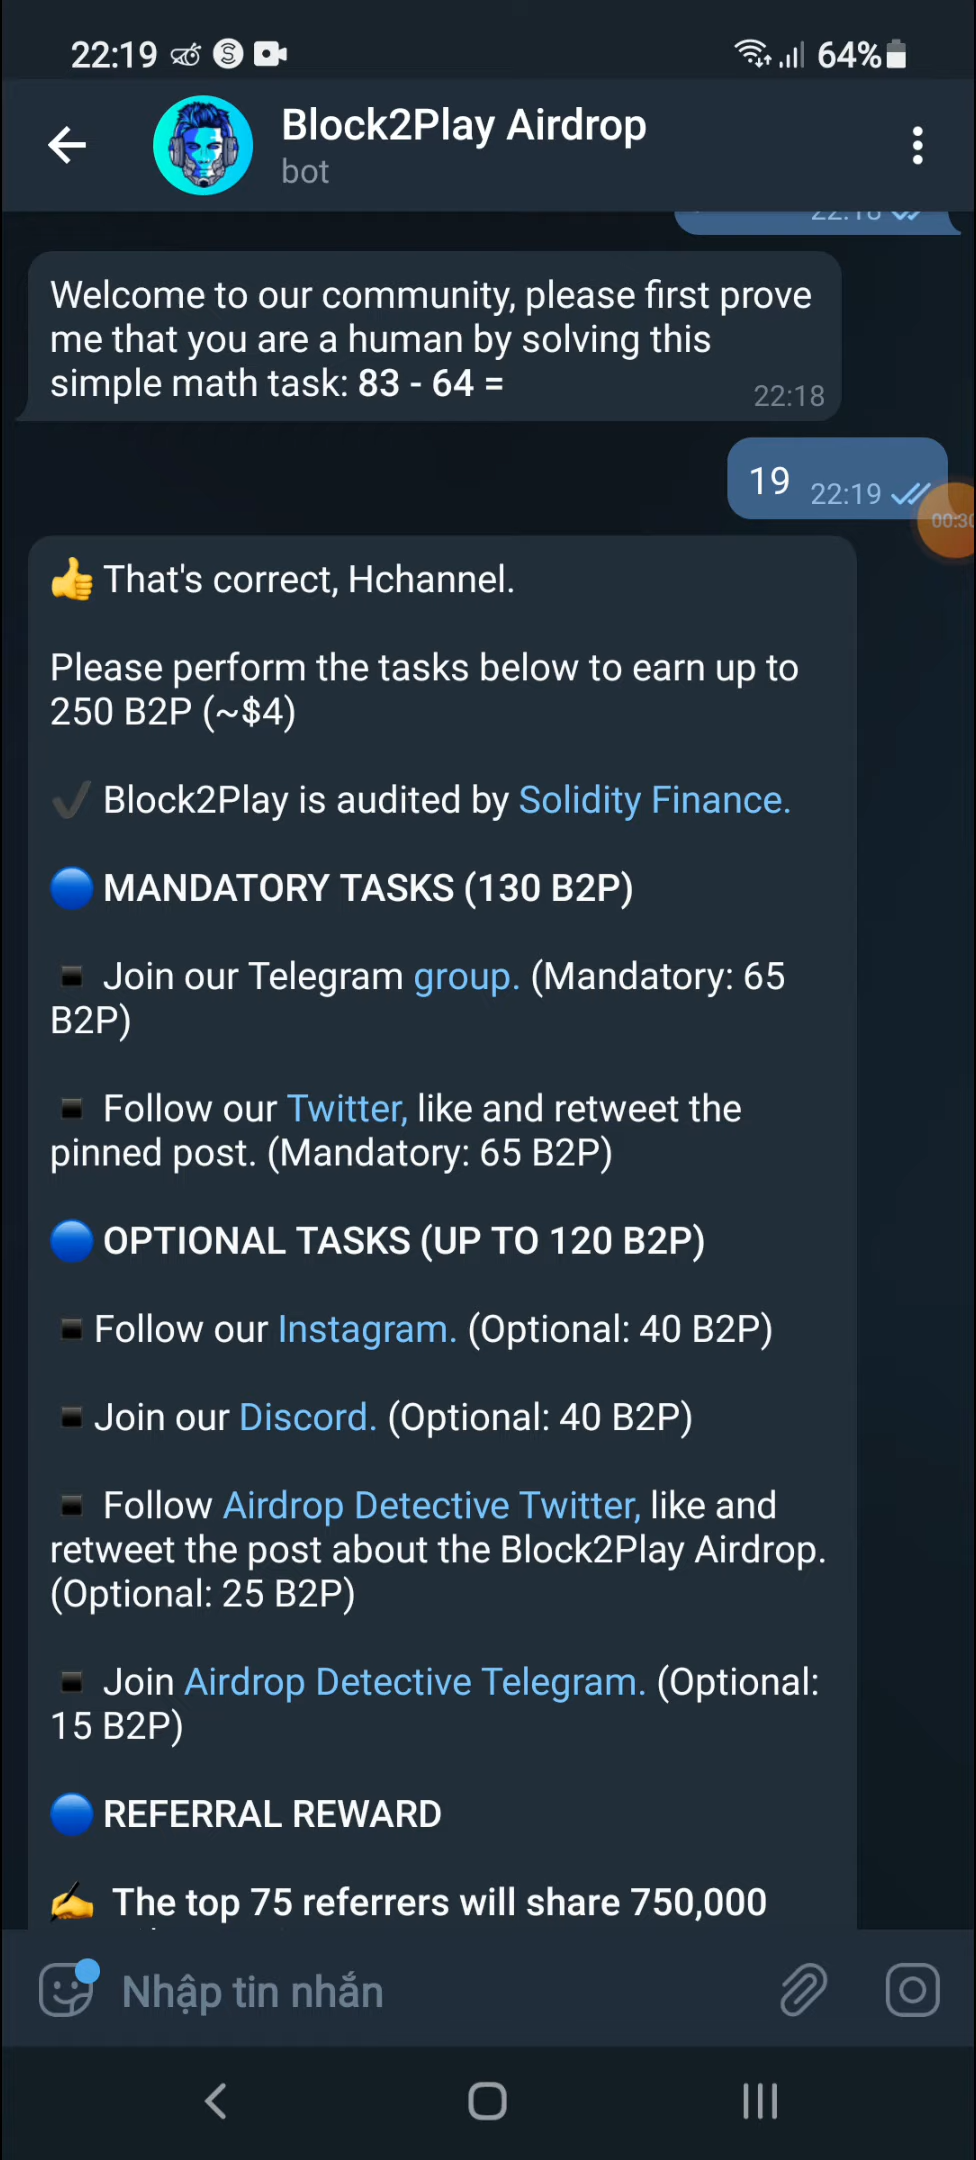 22:19
64%
Block2Play Airdrop
bot
22:18
Welcome to our community, please first prove
me that you are a human by solving this
simple math task: 83 - 64 =
22:18
19 22:19
00:30
👍 That's correct, Hchannel.
Please perform the tasks below to earn up to
250 B2P (~$4)
✔ Block2Play is audited by Solidity Finance.
🔵 MANDATORY TASKS (130 B2P)
▪ Join our Telegram group. (Mandatory: 65
B2P)
▪ Follow our Twitter, like and retweet the
pinned post. (Mandatory: 65 B2P)
🔵 OPTIONAL TASKS (UP TO 120 B2P)
▪Follow our Instagram. (Optional: 40 B2P)
▪Join our Discord. (Optional: 40 B2P)
▪ Follow Airdrop Detective Twitter, like and
retweet the post about the Block2Play Airdrop.
(Optional: 25 B2P)
▪ Join Airdrop Detective Telegram. (Optional:
15 B2P)
🔵 REFERRAL REWARD
✍ The top 75 referrers will share 750,000
Nhập tin nhắn